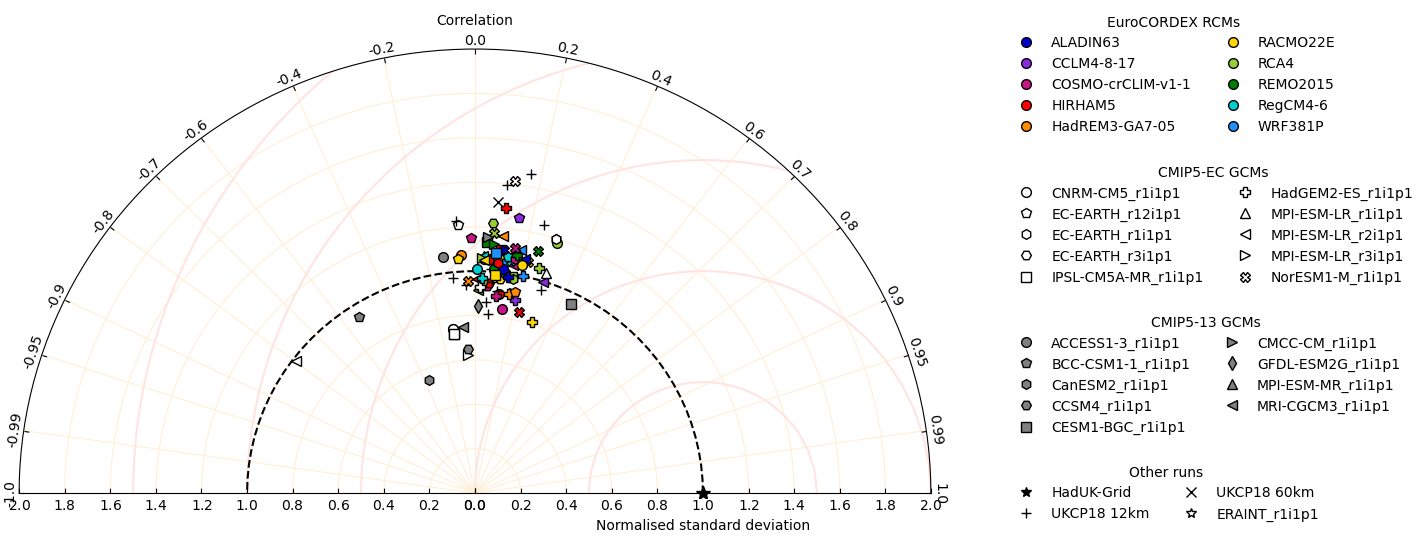 Correlation
-0.2
0.0
0.2
-0.4
0.4
-0.6
0.6
-0.7
0.7
-0.8
0.8
-0.9
0.9
-0.95
0.95
-0.99
0.99
-1.0
1.0
2.0 1.8 1.6 1.4 1.2 1.0 0.8 0.6 0.4 0.2 0.0 0.0 0.2 0.4 0.6 0.8 1.0 1.2 1.4 1.6 1.8 2.0
Normalised standard deviation
EuroCORDEX RCMs
ALADIN63
CCLM4-8-17
COSMO-crCLIM-v1-1
HIRHAM5
HadREM3-GA7-05
RACMO22E
RCA4
REMO2015
RegCM4-6
WRF381P
CMIP5-EC GCMs
CNRM-CM5_r1i1p1
EC-EARTH_r12i1p1
EC-EARTH_r1i1p1
EC-EARTH_r3i1p1
IPSL-CM5A-MR_r1i1p1
HadGEM2-ES_r1i1p1
MPI-ESM-LR_r1i1p1
MPI-ESM-LR_r2i1p1
MPI-ESM-LR_r3i1p1
NorESM1-M_r1i1p1
CMIP5-13 GCMs
ACCESS1-3_r1i1p1
BCC-CSM1-1_r1i1p1
CanESM2_r1i1p1
CCSM4_r1i1p1
CESM1-BGC_r1i1p1
CMCC-CM_r1i1p1
GFDL-ESM2G_r1i1p1
MPI-ESM-MR_r1i1p1
MRI-CGCM3_r1i1p1
Other runs
HadUK-Grid
UKCP18 12km
UKCP18 60km
ERAINT_r1i1p1